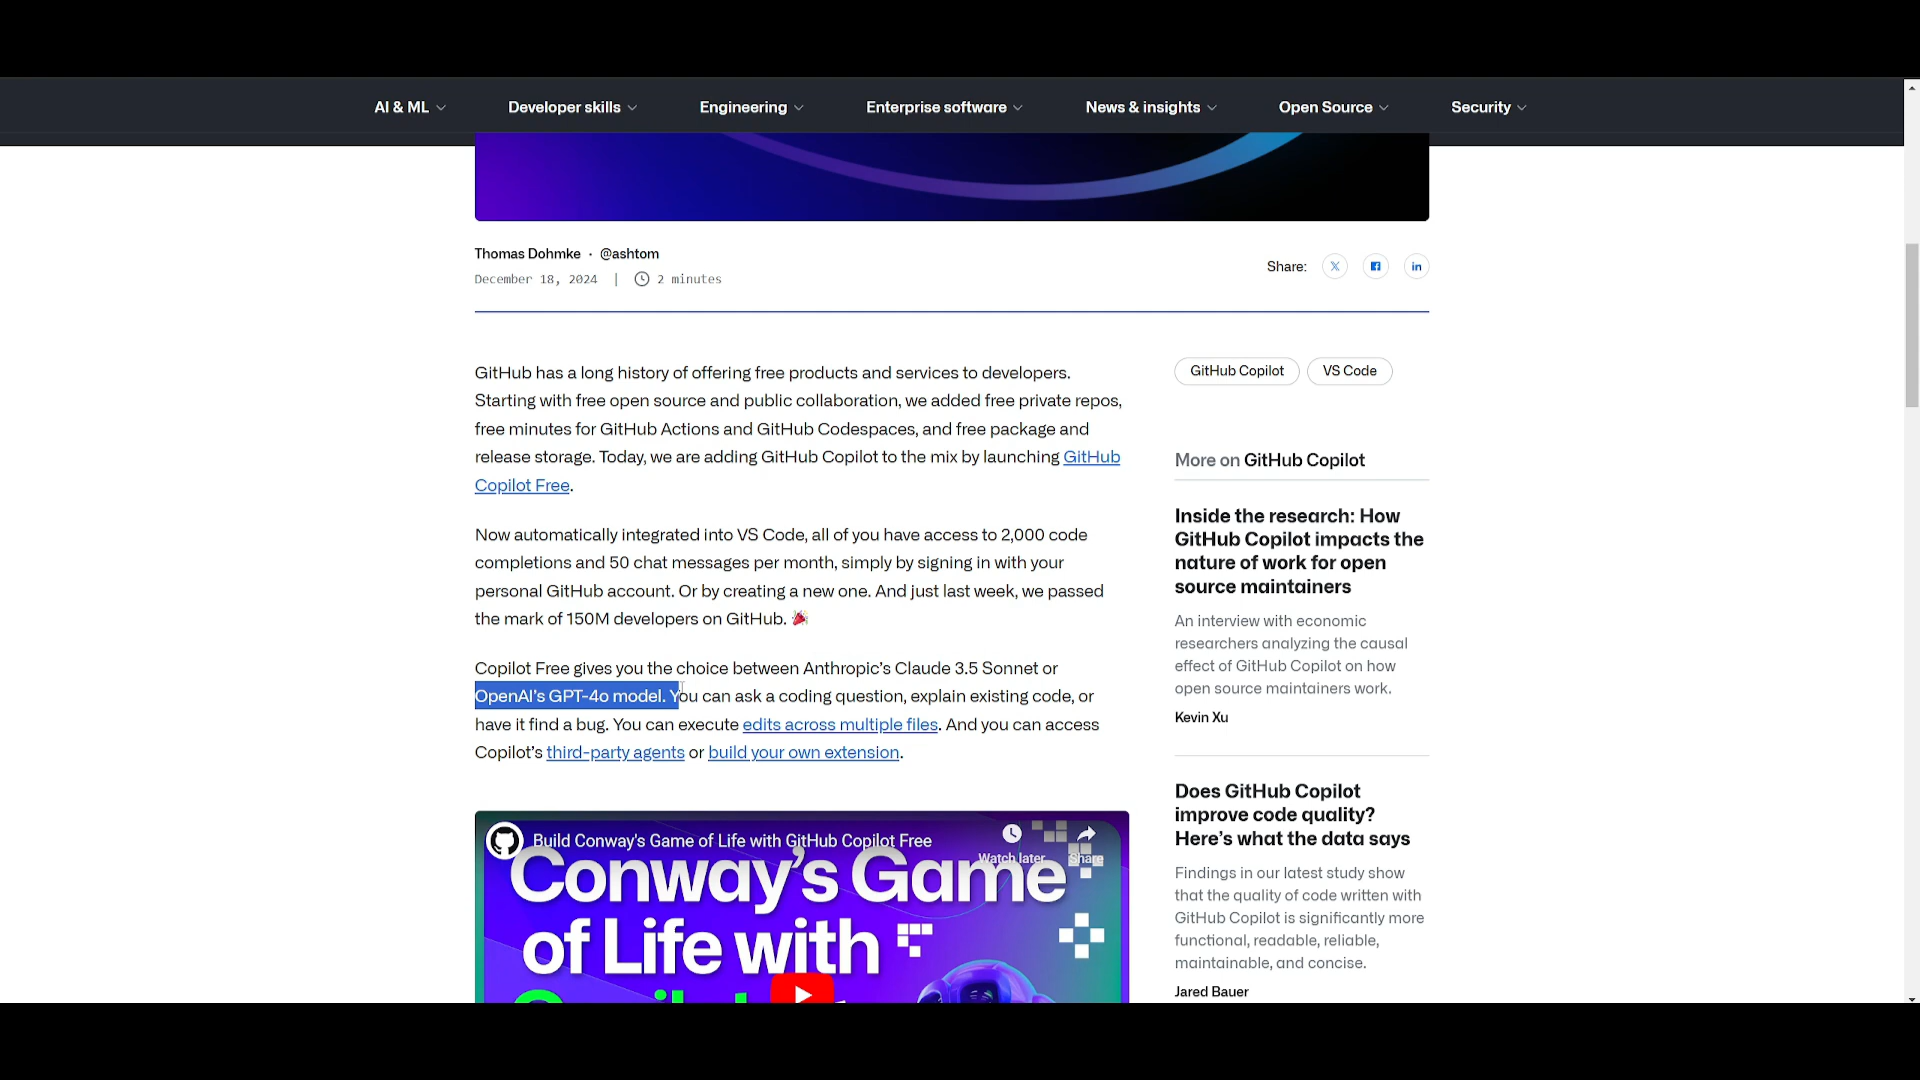 AI & ML
Developer skills
Engineering
Enterprise software
News & insights
Open Source
Security
Thomas Dohmke · @ashtom
December 18, 2024 | 2 minutes
Share:
GitHub has a long history of offering free products and services to developers.
Starting with free open source and public collaboration, we added free private repos,
free minutes for GitHub Actions and GitHub Codespaces, and free package and
release storage. Today, we are adding GitHub Copilot to the mix by launching GitHub
Copilot Free.
Now automatically integrated into VS Code, all of you have access to 2,000 code
completions and 50 chat messages per month, simply by signing in with your
personal GitHub account. Or by creating a new one. And just last week, we passed
the mark of 150M developers on GitHub. 🎉
Copilot Free gives you the choice between Anthropic’s Claude 3.5 Sonnet or
OpenAI’s GPT-4o model. You can ask a coding question, explain existing code, or
have it find a bug. You can execute edits across multiple files. And you can access
Copilot’s third-party agents or build your own extension.
Build Conway's Game of Life with GitHub Copilot Free
Watch later
Share
Conway’s Game
of Life with
GitHub Copilot
VS Code
More on GitHub Copilot
Inside the research: How
GitHub Copilot impacts the
nature of work for open
source maintainers
An interview with economic
researchers analyzing the causal
effect of GitHub Copilot on how
open source maintainers work.
Kevin Xu
Does GitHub Copilot
improve code quality?
Here’s what the data says
Findings in our latest study show
that the quality of code written with
GitHub Copilot is significantly more
functional, readable, reliable,
maintainable, and concise.
Jared Bauer